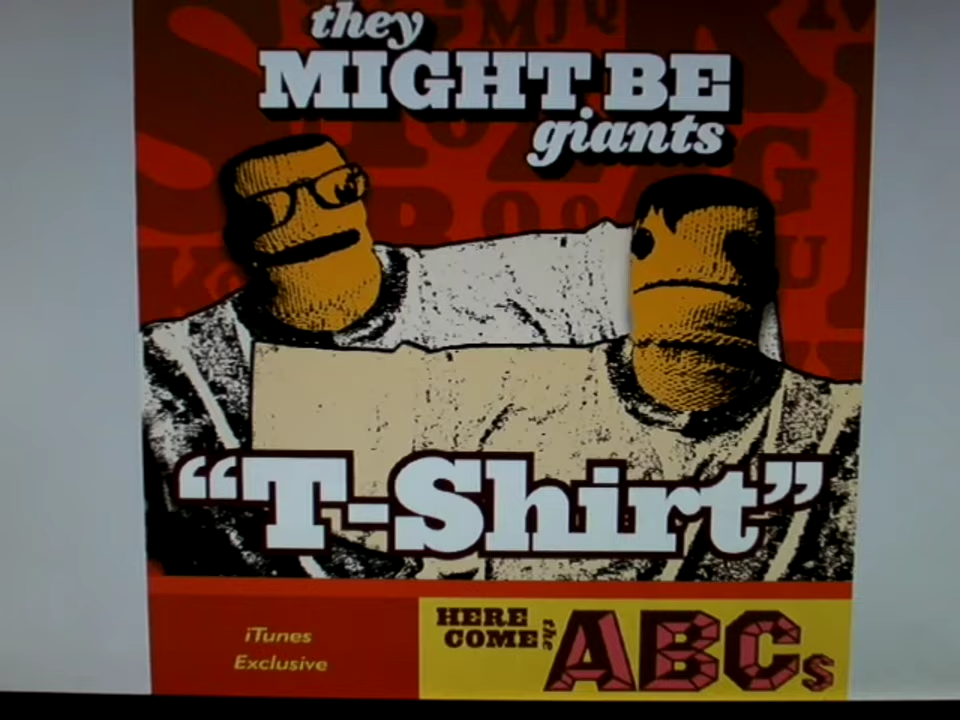 they
MIGHT BE
giants
"T-Shirt"
iTunes
Exclusive
HERE
COME the
ABCs